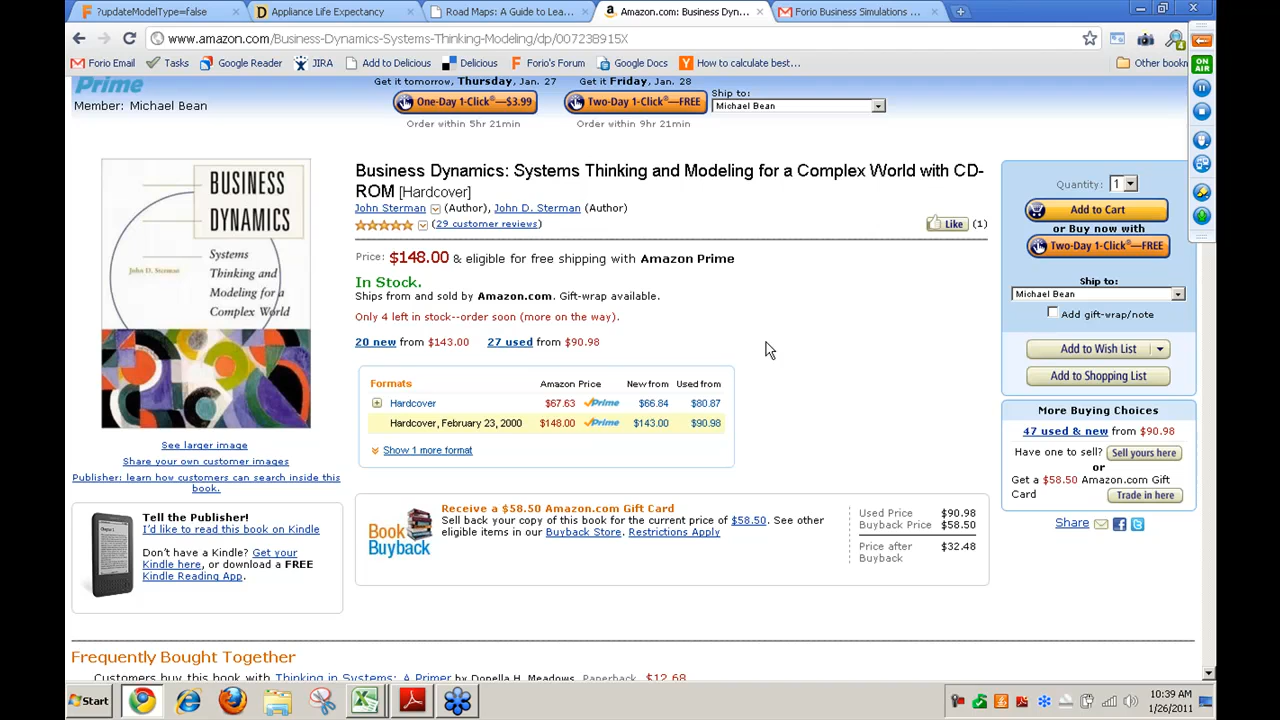 ?updateModelType=false
Appliance Life Expectancy
Road Maps: A Guide to Lea...
Amazon.com: Business Dyn...
Forio Business Simulations ...
www.amazon.com/Business-Dynamics-Systems-Thinking-Modeling/dp/007238915X
Forio Email
Tasks
Google Reader
JIRA
Add to Delicious
Delicious
Forio's Forum
Google Docs
How to calculate best...
Other bookn
4
ON AIR
Prime
Member: Michael Bean
Get it tomorrow, Thursday, Jan. 27
One-Day 1-Click®—$3.99
Order within 5hr 21min
Get it Friday, Jan. 28
Two-Day 1-Click®—FREE
Order within 9hr 21min
Ship to:
Michael Bean
BUSINESS
DYNAMICS
Systems
Thinking and
Modeling for a
Complex World
John D. Sterman
See larger image
Share your own customer images
Publisher: learn how customers can search inside this
book.
Tell the Publisher!
I'd like to read this book on Kindle
Don't have a Kindle? Get your
Kindle here, or download a FREE
Kindle Reading App.
Business Dynamics: Systems Thinking and Modeling for a Complex World with CD-
ROM [Hardcover]
John Sterman (Author), John D. Sterman (Author)
(29 customer reviews)
Like (1)
Price: $148.00 & eligible for free shipping with Amazon Prime
In Stock.
Ships from and sold by Amazon.com. Gift-wrap available.
Only 4 left in stock--order soon (more on the way).
20 new from $143.00 27 used from $90.98
Formats Amazon Price New from Used from
Hardcover $67.63 Prime $66.84 $80.87
Hardcover, February 23, 2000 $148.00 Prime $143.00 $90.98
Show 1 more format
Book
Buyback
Receive a $58.50 Amazon.com Gift Card
Sell back your copy of this book for the current price of $58.50. See other
eligible items in our Buyback Store. Restrictions Apply
Used Price $90.98
Buyback Price $58.50
Price after $32.48
Buyback
Quantity: 1
Add to Cart
or Buy now with
Two-Day 1-Click®—FREE
Ship to:
Michael Bean
Add gift-wrap/note
Add to Wish List
Add to Shopping List
More Buying Choices
47 used & new from $90.98
Have one to sell? Sell yours here
or
Get a $58.50 Amazon.com Gift
Card Trade in here
Share
Frequently Bought Together
Customers buy this book with Thinking in Systems: A Primer by Donella H. Meadows Paperback $12.68
Start
10:39 AM
1/26/2011